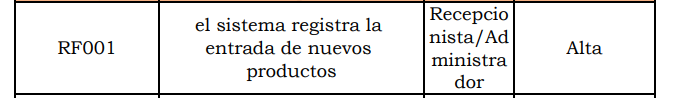 RF001
el sistema registra la
entrada de nuevos
productos
Recepcio
nista/Ad
ministra
dor
Alta